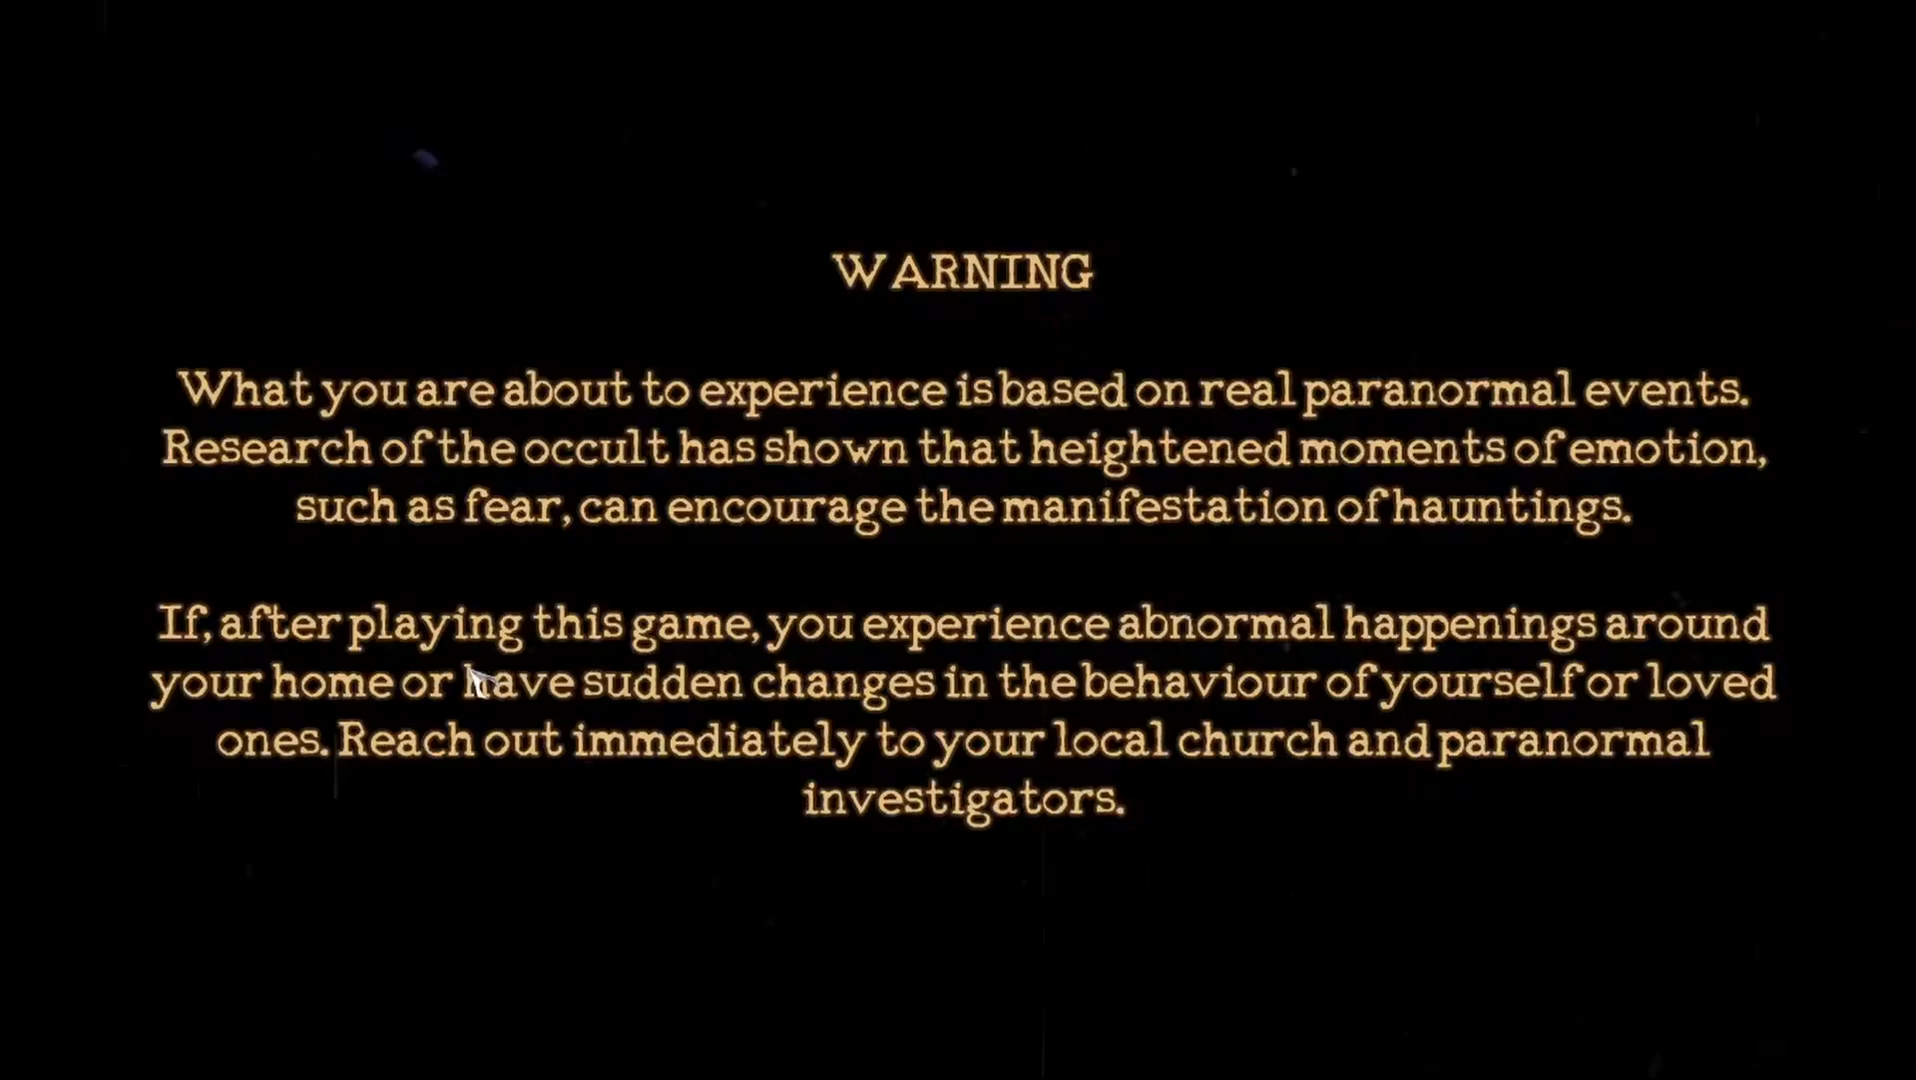 WARNING
What you are about to experience is based on real paranormal events.
Research of the occult has shown that heightened moments of emotion,
such as fear, can encourage the manifestation of hauntings.
If, after playing this game, you experience abnormal happenings around
your home or have sudden changes in the behaviour of yourself or loved
ones. Reach out immediately to your local church and paranormal
investigators.